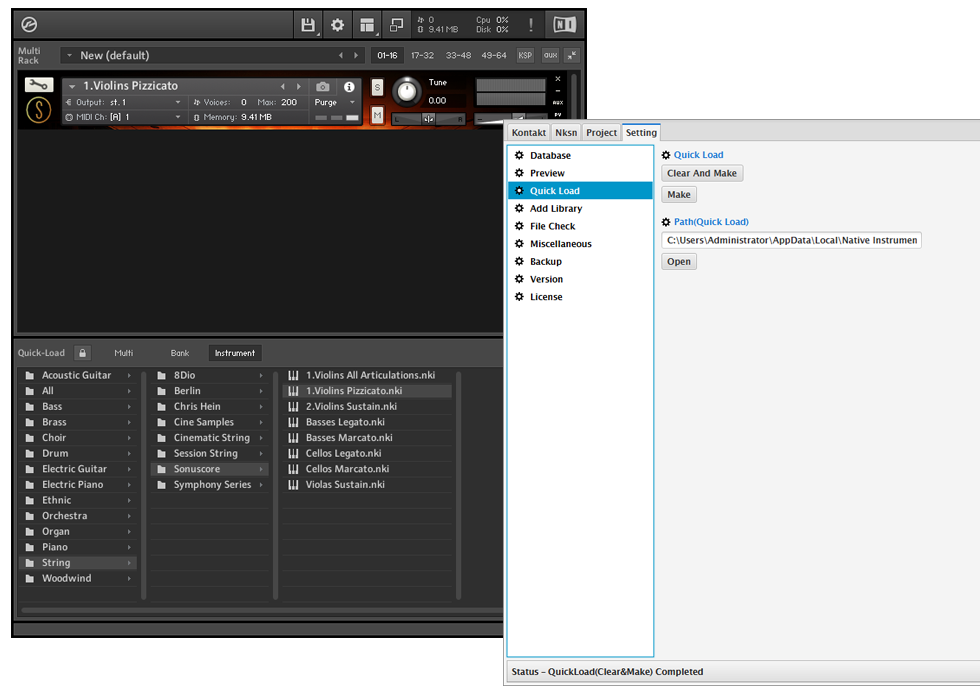 0 Cpu 0%
9.41 MB Disk 0% ! NI
Multi Rack New (default) 01-16 17-32 33-48 49-64 KSP aux
1.Violins Pizzicato
Output: st.1 Voices: 0 Max: 200 Purge
MIDI Ch: [A] 1 Memory: 9.41 MB
S
M
Tune
0.00
L R
x
-
AUX
PV
Quick-Load Multi Bank Instrument
Acoustic Guitar
All
Bass
Brass
Choir
Drum
Electric Guitar
Electric Piano
Ethnic
Orchestra
Organ
Piano
String
Woodwind
8Dio
Berlin
Chris Hein
Cine Samples
Cinematic String
Session String
Sonuscore
Symphony Series
1.Violins All Articulations.nki
1.Violins Pizzicato.nki
2.Violins Sustain.nki
Basses Legato.nki
Basses Marcato.nki
Cellos Legato.nki
Cellos Marcato.nki
Violas Sustain.nki
Kontakt Nksn Project Setting
Database
Preview
Quick Load
Add Library
File Check
Miscellaneous
Backup
Version
License
Quick Load
Clear And Make
Make
Path(Quick Load)
C:\Users\Administrator\AppData\Local\Native Instrumen
Open
Status - QuickLoad(Clear&Make) Completed